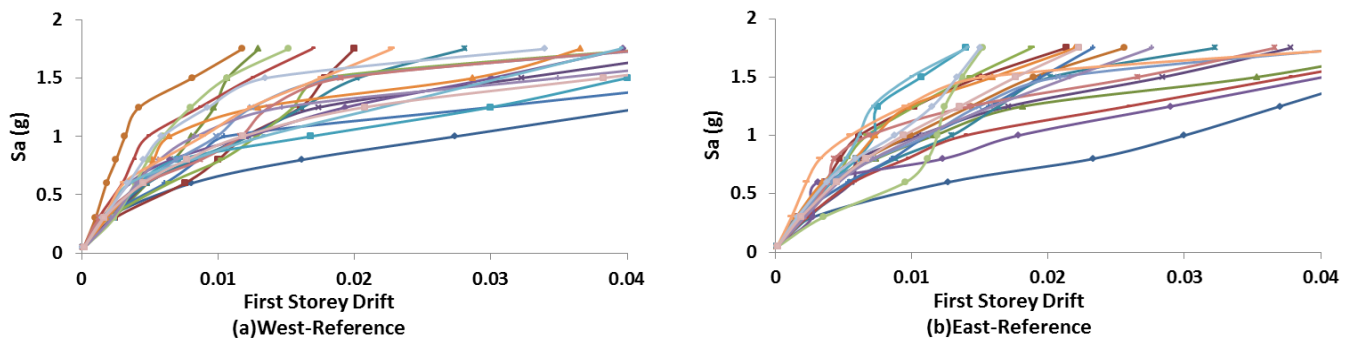 Sa (g)
2
1.5
1
0.5
0
0 0.01 0.02 0.03 0.04
First Storey Drift
(a)West-Reference
Sa (g)
2
1.5
1
0.5
0
0 0.01 0.02 0.03 0.04
First Storey Drift
(b)East-Reference